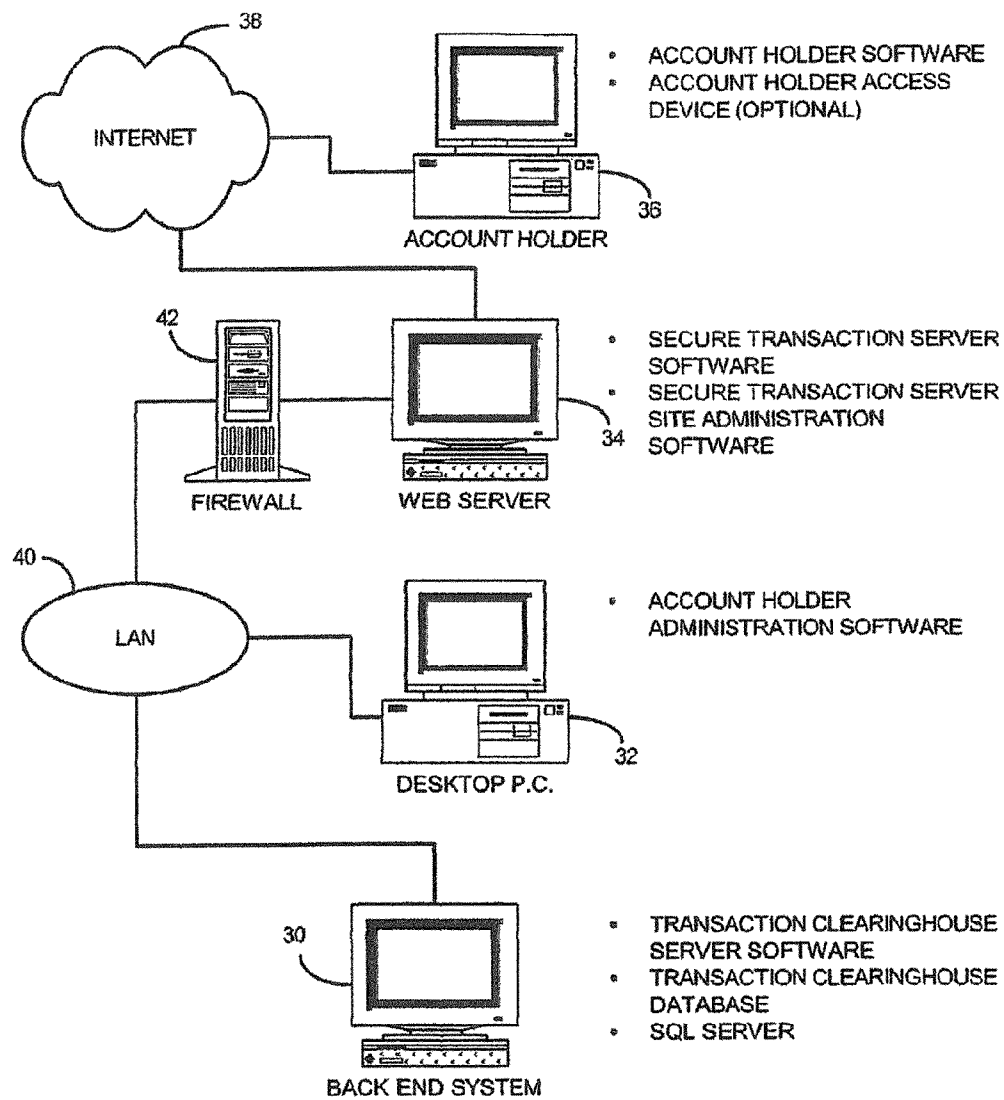 38
INTERNET
• ACCOUNT HOLDER SOFTWARE
• ACCOUNT HOLDER ACCESS
DEVICE (OPTIONAL)
36
ACCOUNT HOLDER
42
• SECURE TRANSACTION SERVER
SOFTWARE
• SECURE TRANSACTION SERVER
SITE ADMINISTRATION
SOFTWARE
34
FIREWALL
WEB SERVER
40
LAN
• ACCOUNT HOLDER
ADMINISTRATION SOFTWARE
32
DESKTOP P.C.
30
• TRANSACTION CLEARINGHOUSE
SERVER SOFTWARE
• TRANSACTION CLEARINGHOUSE
DATABASE
• SQL SERVER
BACK END SYSTEM